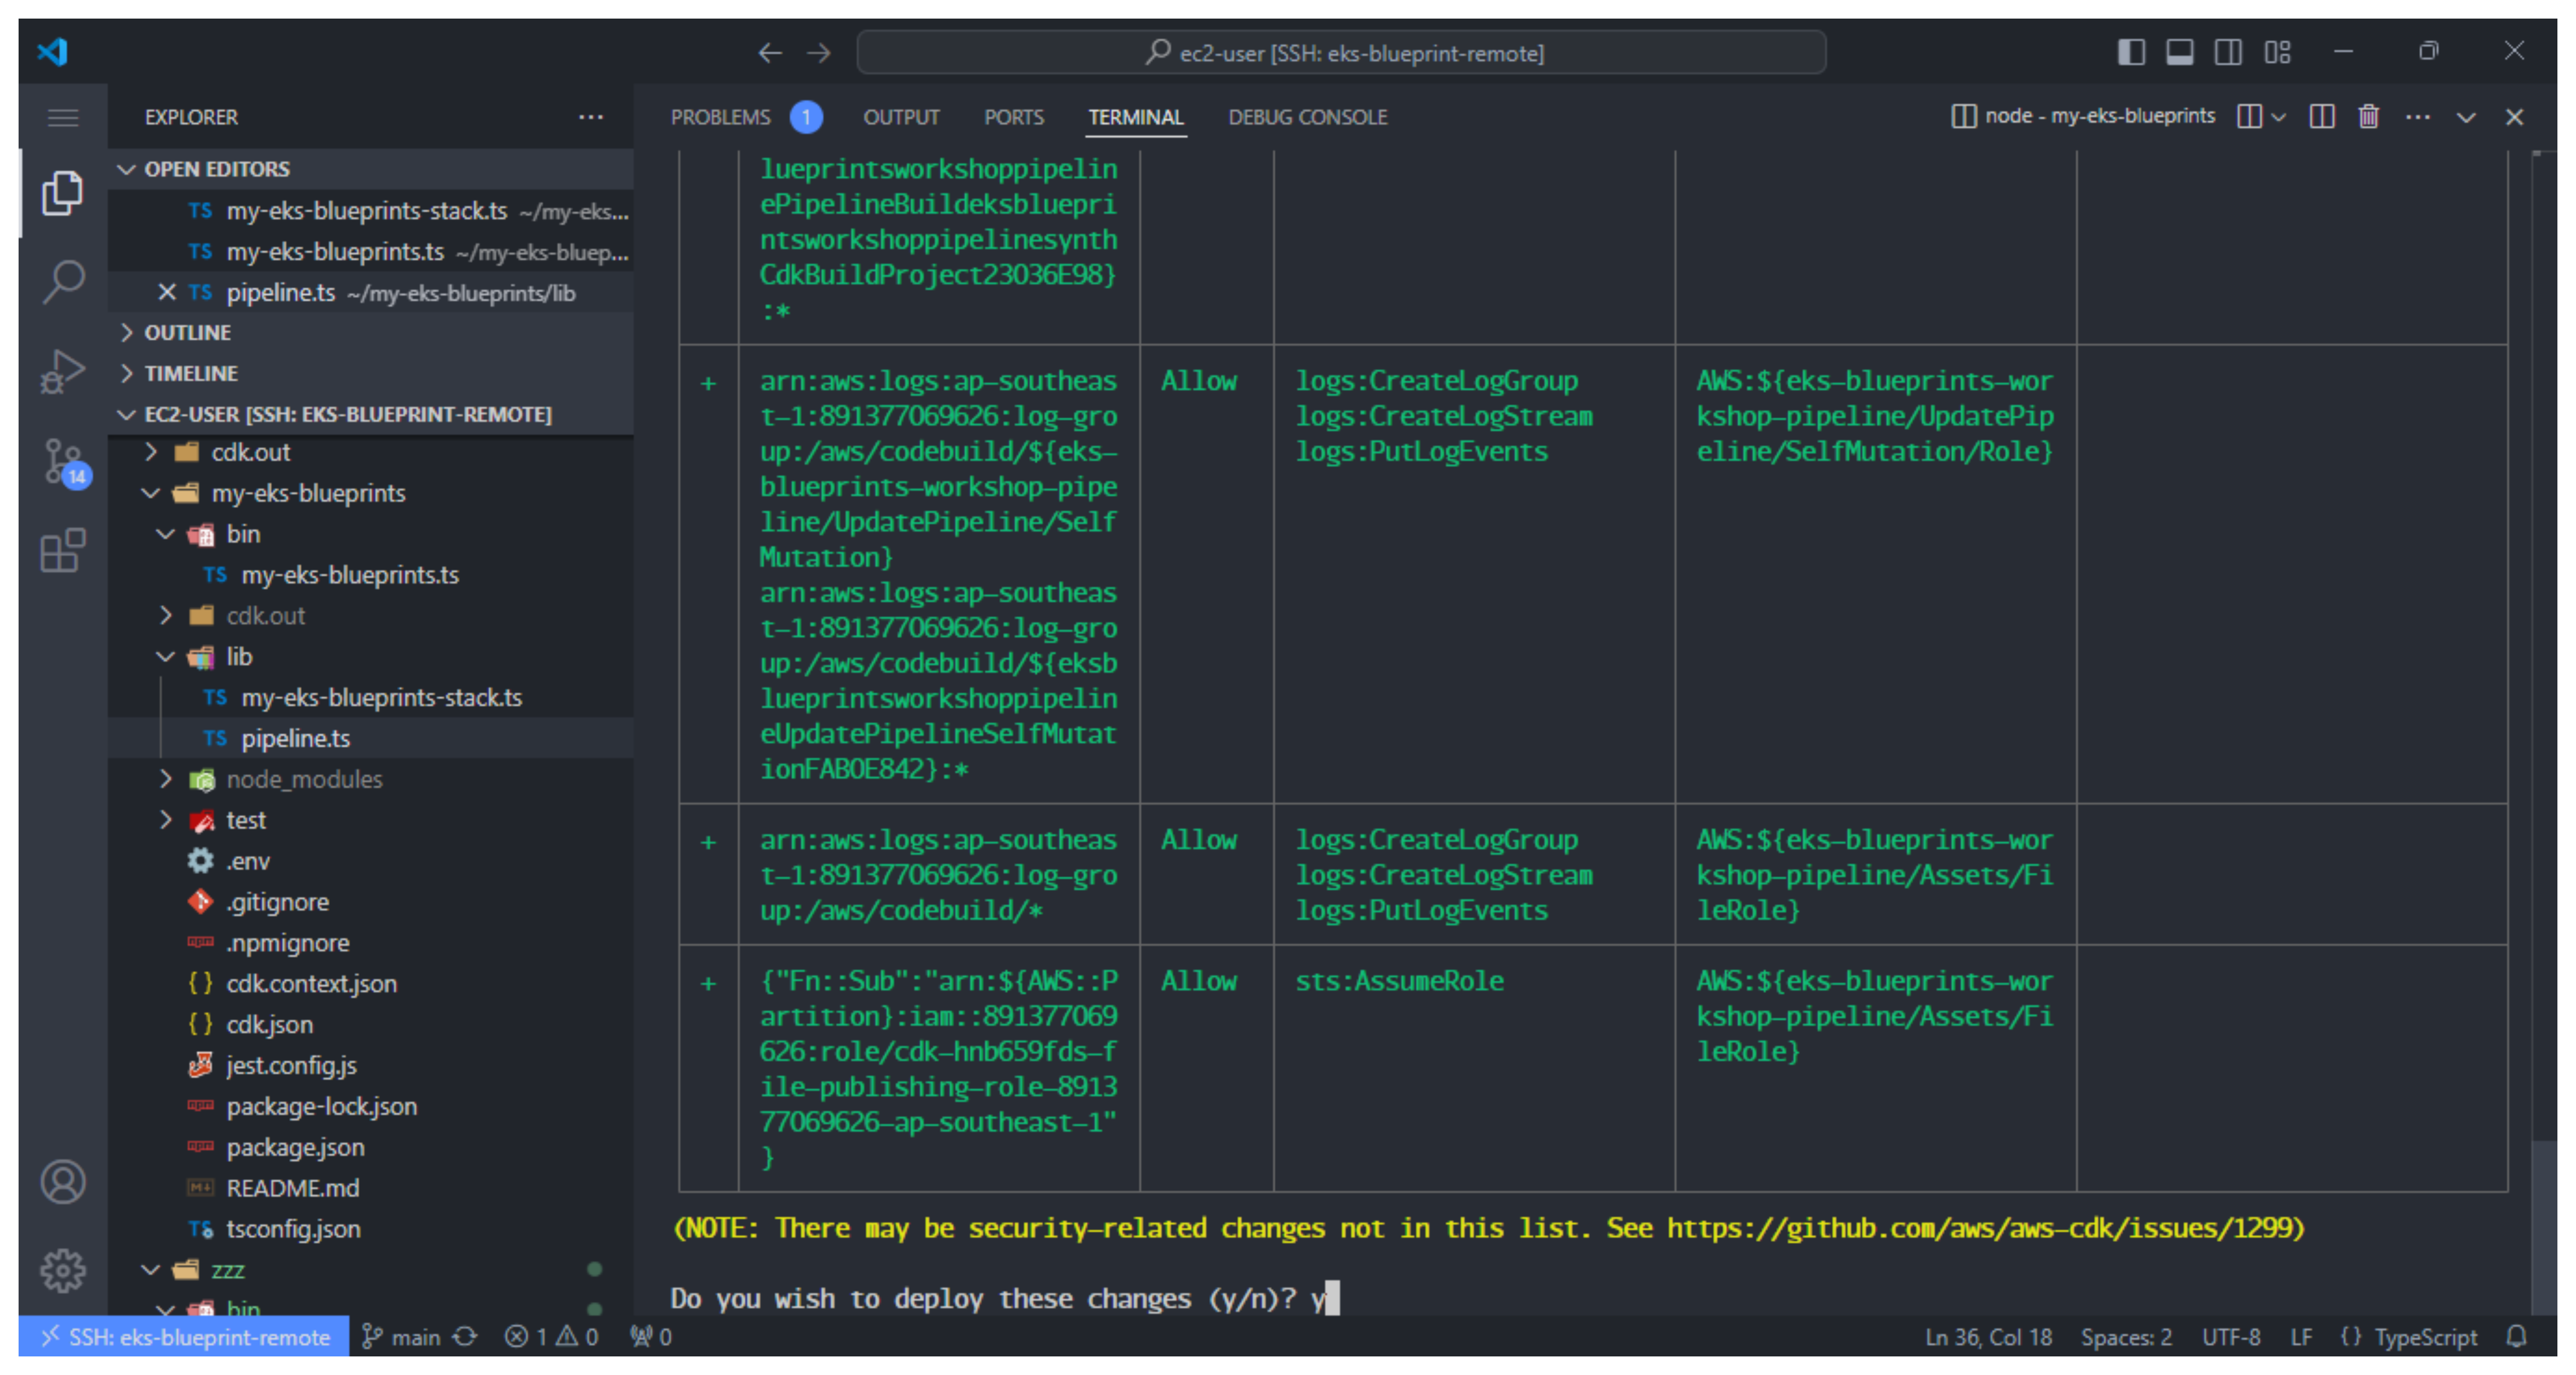 ec2-user [SSH: eks-blueprint-remote]
EXPLORER
OPEN EDITORS
TS my-eks-blueprints-stack.ts ~/my-eks...
TS my-eks-blueprints.ts ~/my-eks-bluep...
TS pipeline.ts ~/my-eks-blueprints/lib
OUTLINE
TIMELINE
EC2-USER [SSH: EKS-BLUEPRINT-REMOTE]
cdk.out
my-eks-blueprints
bin
TS my-eks-blueprints.ts
cdk.out
lib
TS my-eks-blueprints-stack.ts
TS pipeline.ts
node_modules
test
.env
.gitignore
.npmignore
{ } cdk.context.json
{ } cdk.json
jest.config.js
package-lock.json
package.json
README.md
TS tsconfig.json
zzz
bin
14
PROBLEMS 1 OUTPUT PORTS TERMINAL DEBUG CONSOLE
node - my-eks-blueprints
lueprintsworkshoppipelin
ePipelineBuildeksbluepri
ntsworkshoppipelinesynth
CdkBuildProject23036E98}
:*
+ arn:aws:logs:ap-southeas Allow logs:CreateLogGroup AWS:${eks-blueprints-wor
t-1:891377069626:log-gro logs:CreateLogStream kshop-pipeline/UpdatePip
up:/aws/codebuild/${eks- logs:PutLogEvents eline/SelfMutation/Role}
blueprints-workshop-pipe
line/UpdatePipeline/Self
Mutation}
arn:aws:logs:ap-southeas
t-1:891377069626:log-gro
up:/aws/codebuild/${eksb
lueprintsworkshoppipelin
eUpdatePipelineSelfMutat
ionFAB0E842}:*
+ arn:aws:logs:ap-southeas Allow logs:CreateLogGroup AWS:${eks-blueprints-wor
t-1:891377069626:log-gro logs:CreateLogStream kshop-pipeline/Assets/Fi
up:/aws/codebuild/* logs:PutLogEvents leRole}
+ {"Fn::Sub":"arn:${AWS::P Allow sts:AssumeRole AWS:${eks-blueprints-wor
artition}:iam::891377069 kshop-pipeline/Assets/Fi
626:role/cdk-hnb659fds-f leRole}
ile-publishing-role-8913
77069626-ap-southeast-1"
}
(NOTE: There may be security-related changes not in this list. See https://github.com/aws/aws-cdk/issues/1299)
Do you wish to deploy these changes (y/n)? y
SSH: eks-blueprint-remote main 1 0 0 Ln 36, Col 18 Spaces: 2 UTF-8 LF { } TypeScript